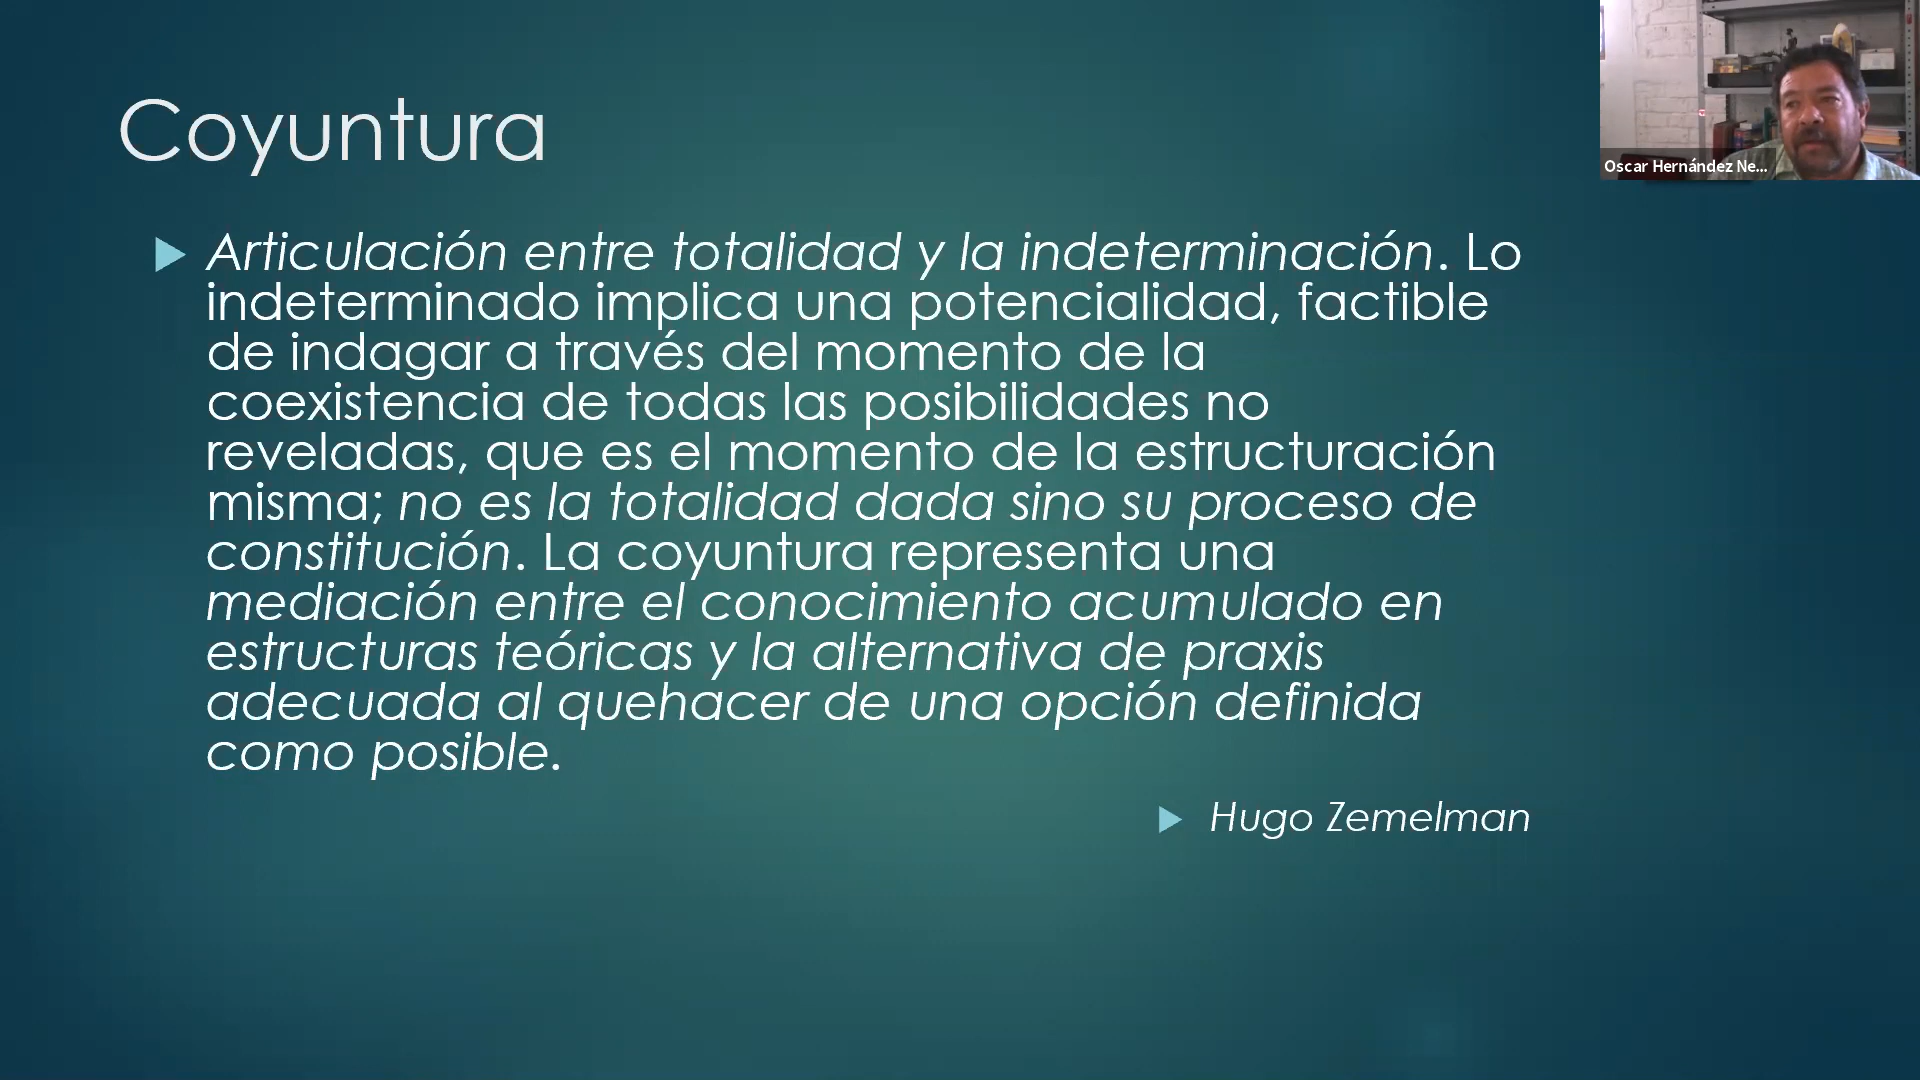 Coyuntura
Articulación entre totalidad y la indeterminación. Lo
indeterminado implica una potencialidad, factible
de indagar a través del momento de la
coexistencia de todas las posibilidades no
reveladas, que es el momento de la estructuración
misma; no es la totalidad dada sino su proceso de
constitución. La coyuntura representa una
mediación entre el conocimiento acumulado en
estructuras teóricas y la alternativa de praxis
adecuada al quehacer de una opción definida
como posible.
Hugo Zemelman
Oscar Hernández Ne...